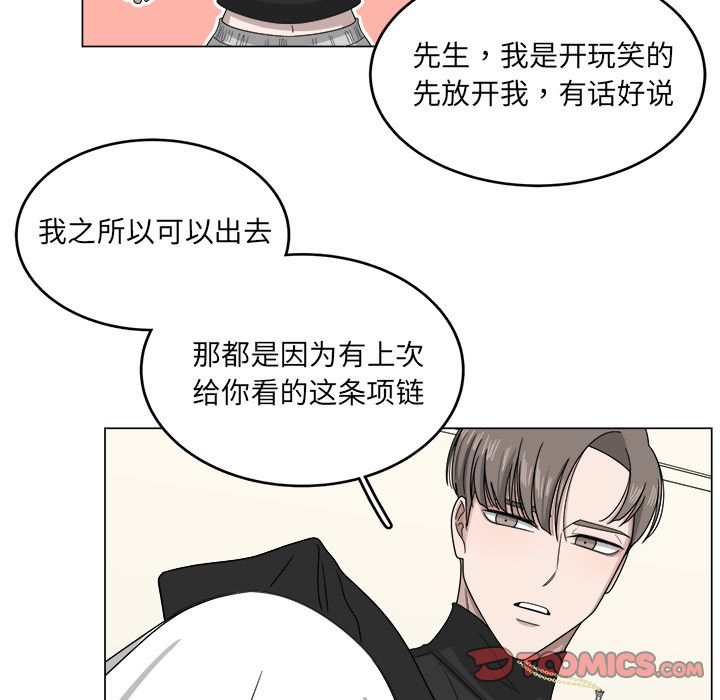 先生，我是开玩笑的
先放开我，有话好说
我之所以可以出去
那都是因为有上次
给你看的这条项链
TOOMICS.COM